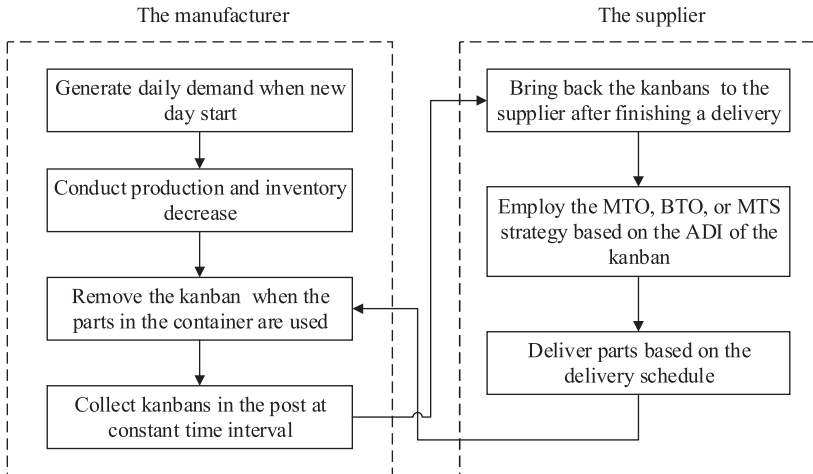 The manufacturer
The supplier
Generate daily demand when new
day start
Conduct production and inventory
decrease
Remove the kanban when the
parts in the container are used
Collect kanbans in the post at
constant time interval
Bring back the kanbans to the
supplier after finishing a delivery
Employ the MTO, BTO, or MTS
strategy based on the ADI of the
kanban
Deliver parts based on the
delivery schedule